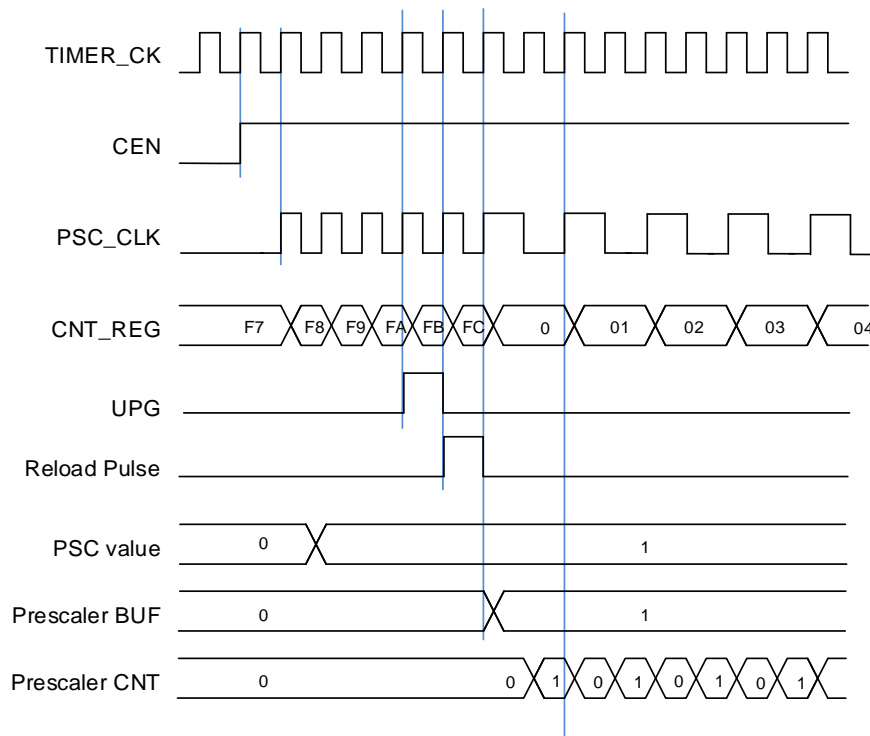 TIMER_CK
CEN
PSC_CLK
CNT_REG F7 F8 F9 FA FB FC 0 01 02 03 04
UPG
Reload Pulse
PSC value 0 1
Prescaler BUF 0 1
Prescaler CNT 0 0 1 0 1 0 1 0 1